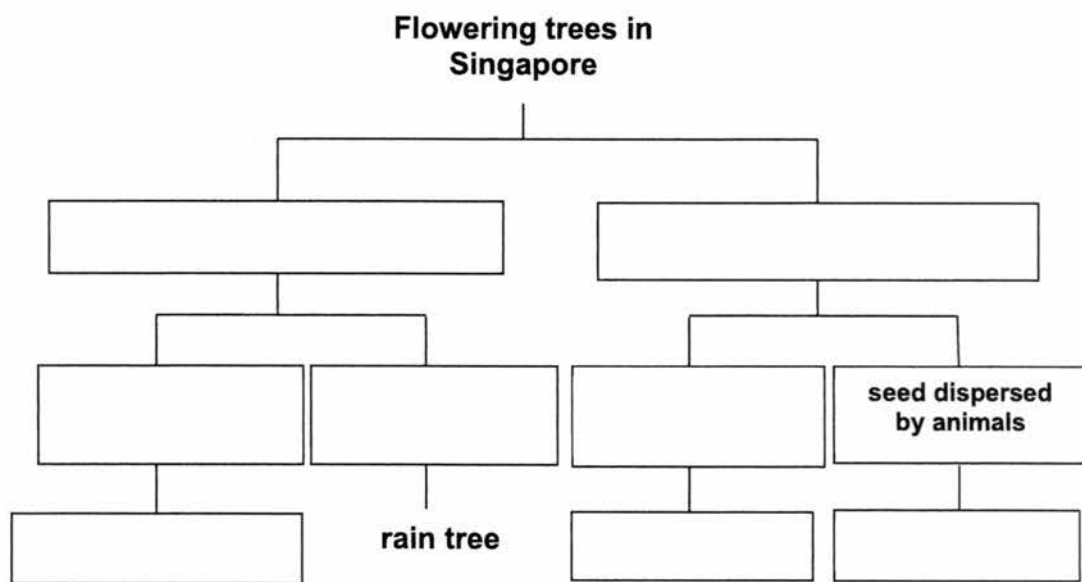 Flowering trees in
Singapore
seed dispersed
by animals
rain tree